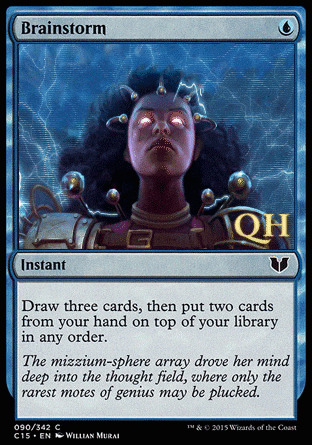 Brainstorm
QH
Instant
Draw three cards, then put two cards
from your hand on top of your library
in any order.
The mizzium-sphere array drove her mind
deep into the thought field, where only the
rarest motes of genius may be plucked.
090/342 C
C15 • EN Willian Murai
™ & © 2015 Wizards of the Coast